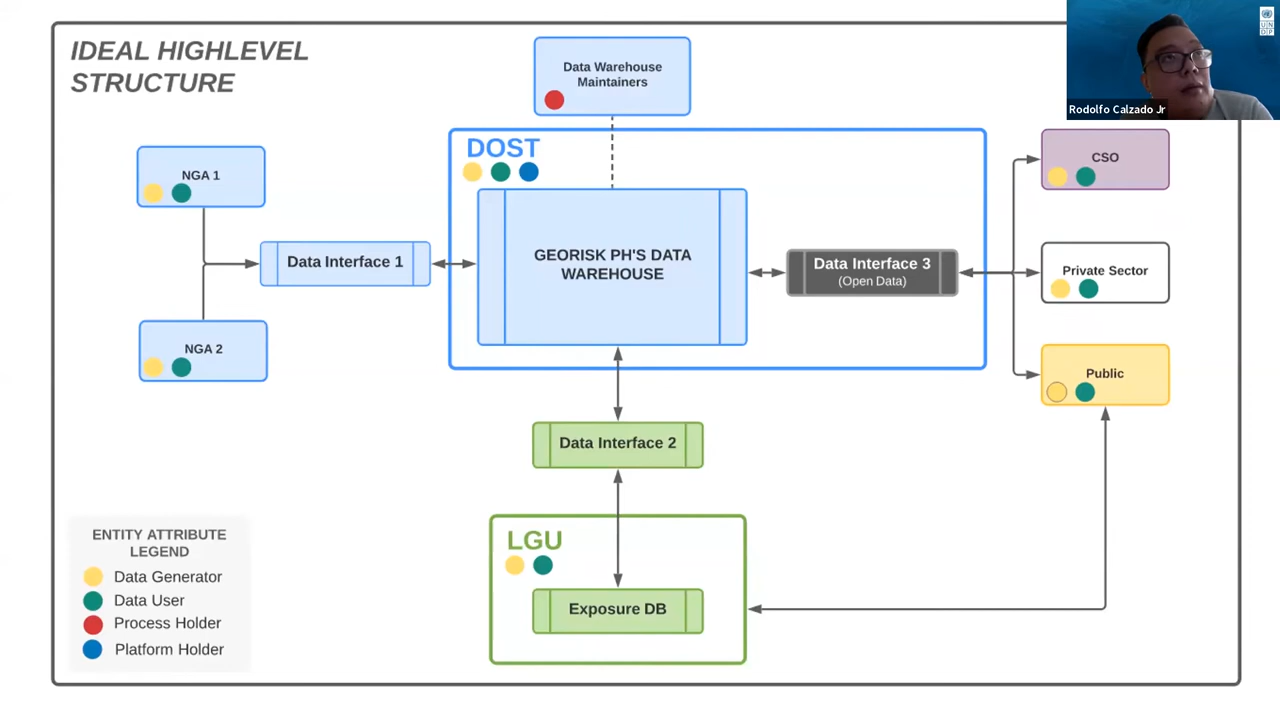 IDEAL HIGHLEVEL
STRUCTURE
Data Warehouse
Maintainers
UN
DP
Rodolfo Calzado Jr
DOST
CSO
NGA 1
Data Interface 1
GEORISK PH'S DATA
WAREHOUSE
Data Interface 3
(Open Data)
Private Sector
NGA 2
Public
Data Interface 2
LGU
Exposure DB
ENTITY ATTRIBUTE
LEGEND
Data Generator
Data User
Process Holder
Platform Holder